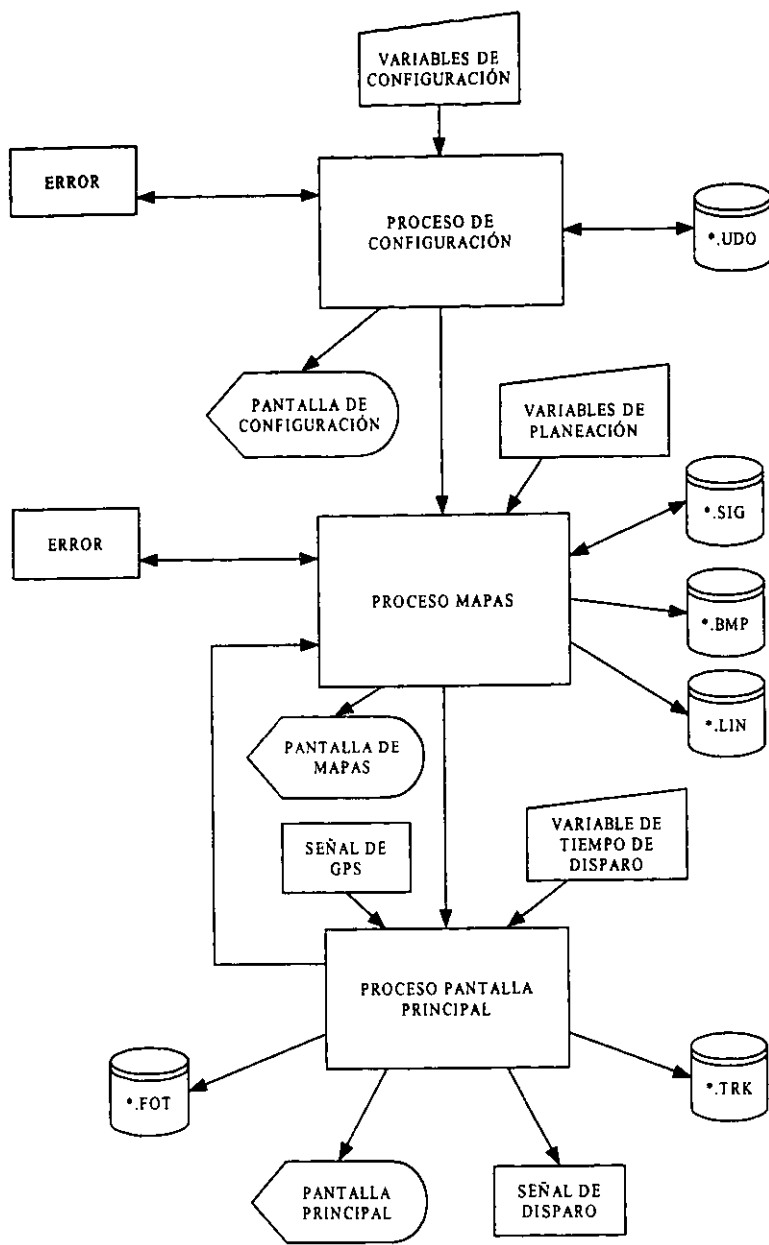 VARIABLES DE
CONFIGURACIÓN
ERROR
PROCESO DE
CONFIGURACIÓN
*.UDO
PANTALLA DE
CONFIGURACIÓN
VARIABLES DE
PLANEACIÓN
*.SIG
ERROR
PROCESO MAPAS
*.BMP
*.LIN
PANTALLA DE
MAPAS
SEÑAL DE
GPS
VARIABLE DE
TIEMPO DE
DISPARO
PROCESO PANTALLA
PRINCIPAL
*.FOT
*.TRK
PANTALLA
PRINCIPAL
SEÑAL DE
DISPARO